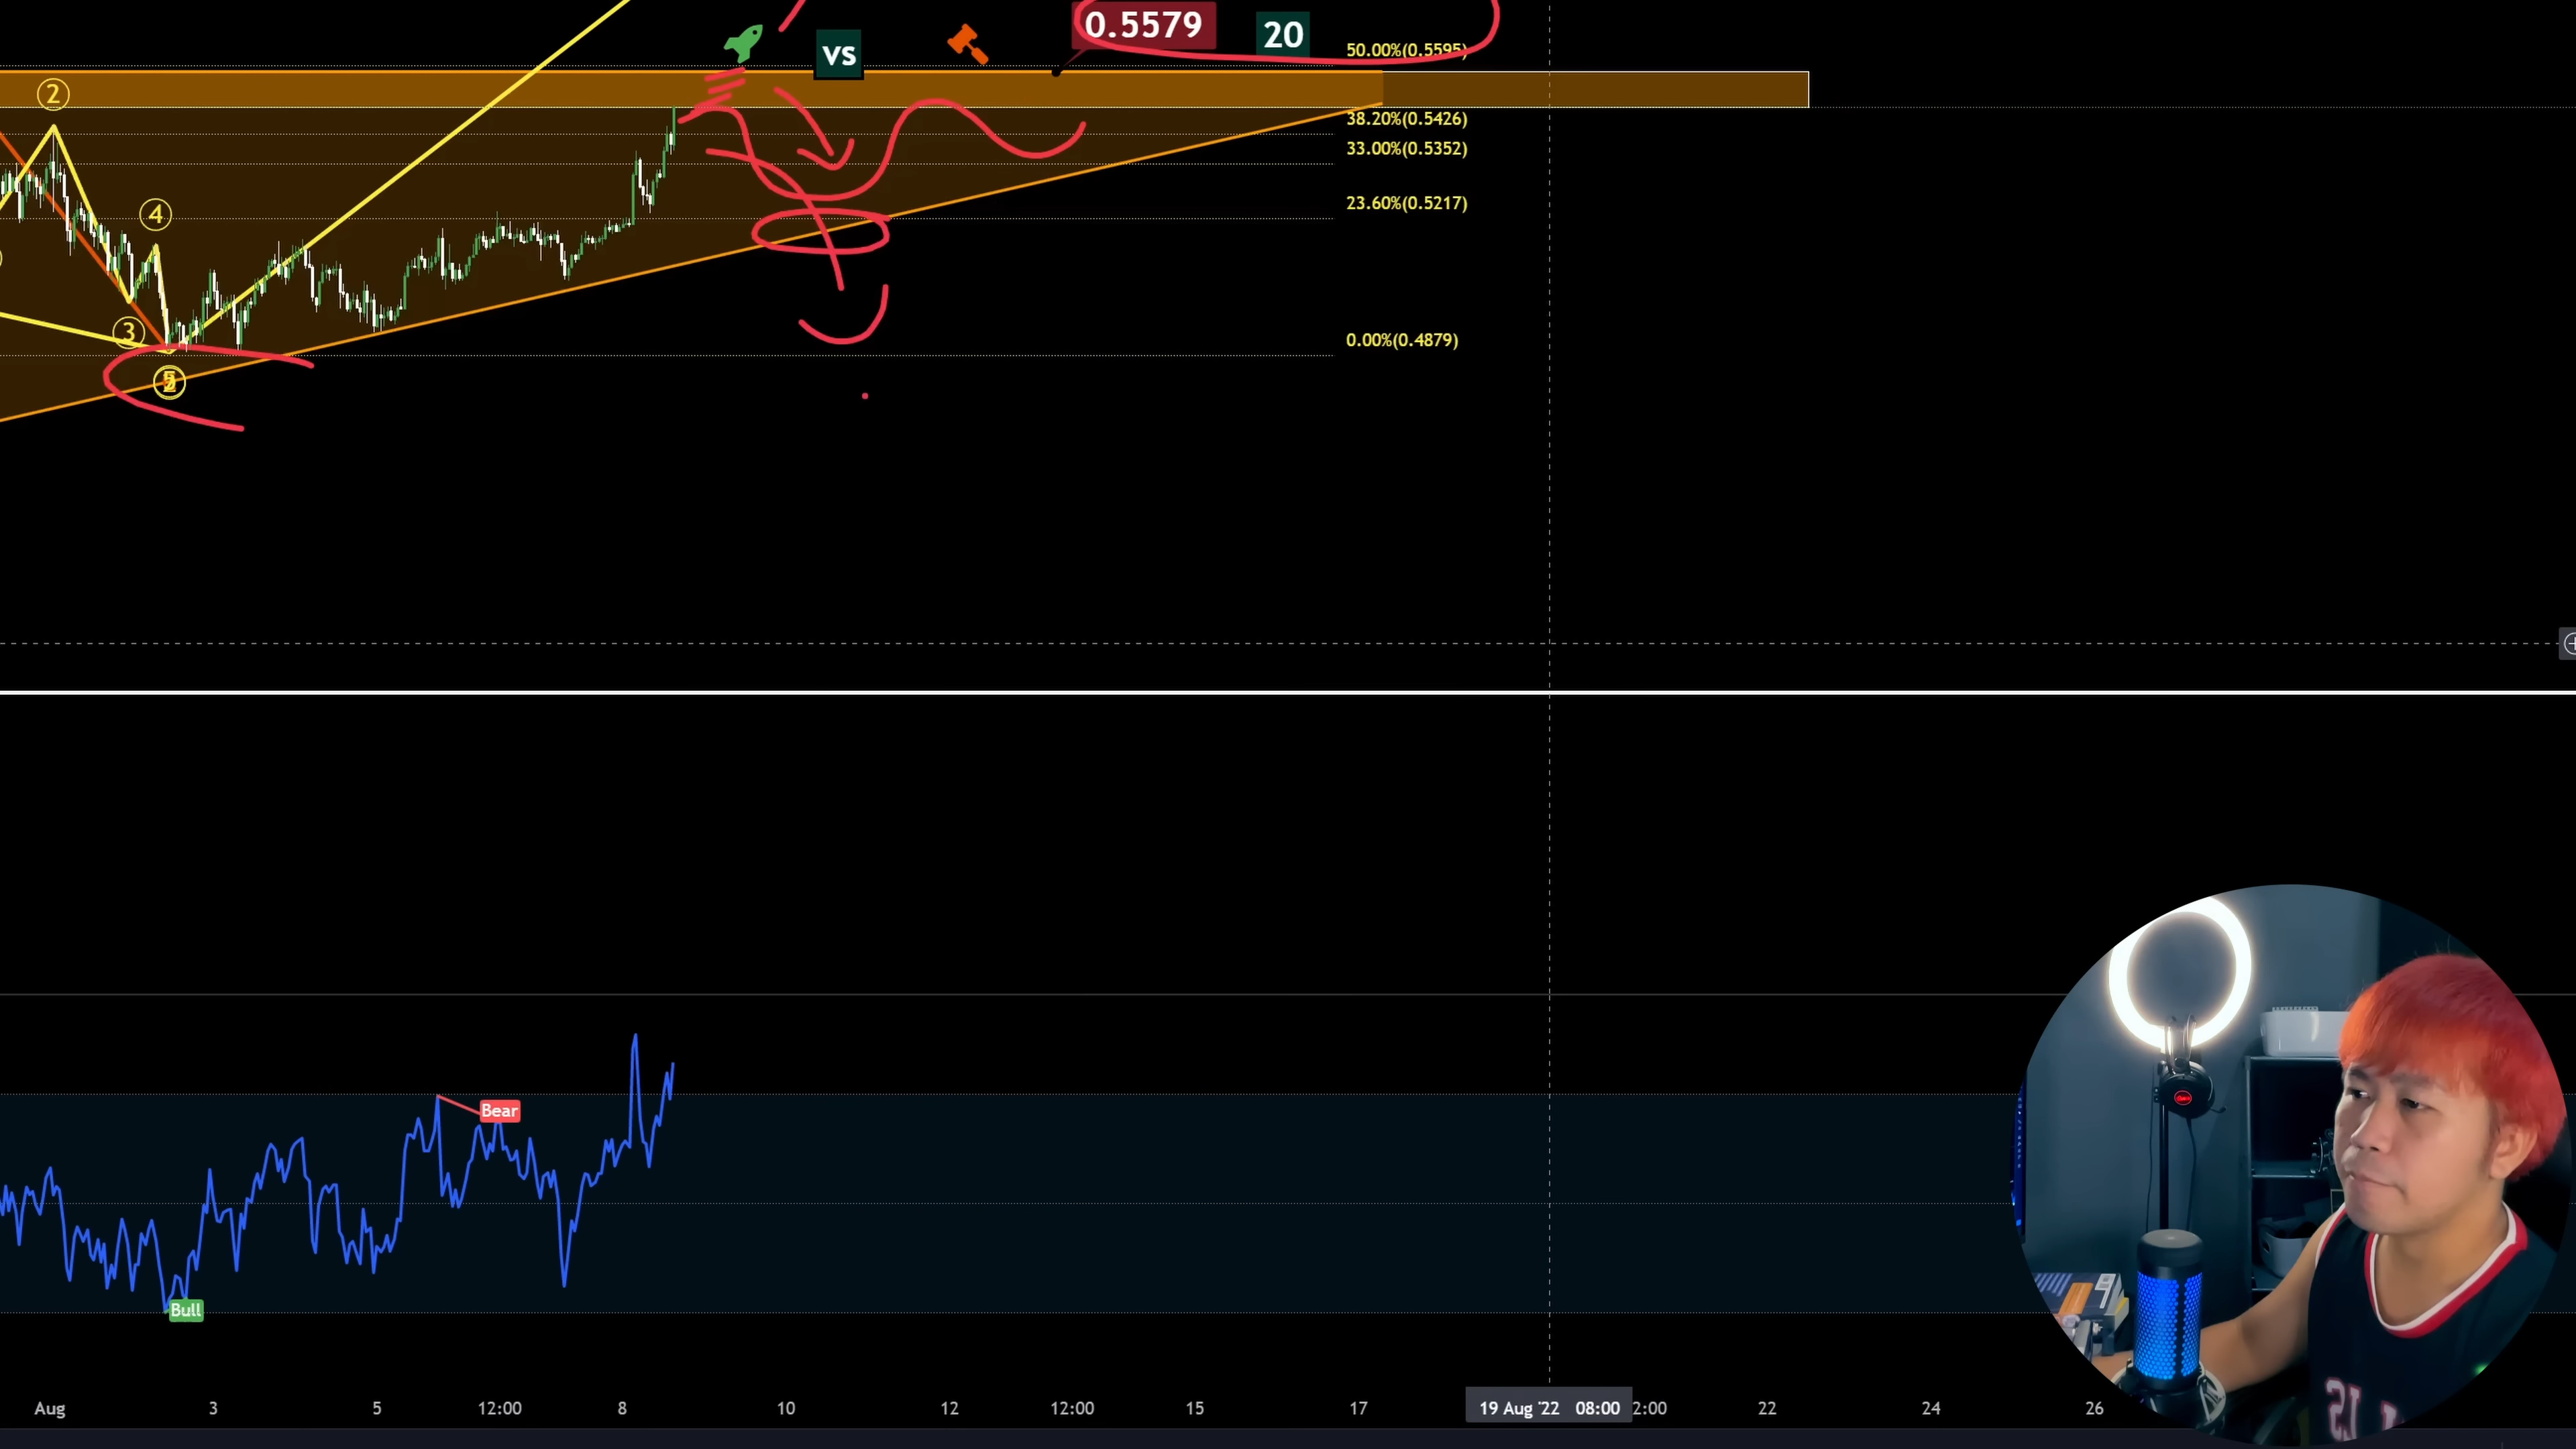 0.5579
20
VS
50.00%(0.5595)
2
38.20%(0.5426)
33.00%(0.5352)
23.60%(0.5217)
4
3
0.00%(0.4879)
Bear
Bull
Aug 3 5 12:00 8 10 12 12:00 15 17 19 Aug '22 08:00 2:00 22 24 26